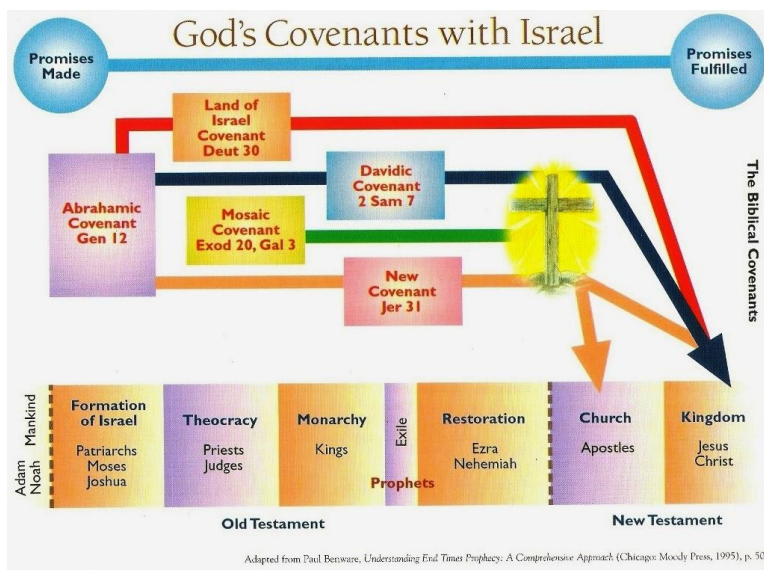 God's Covenants with Israel
Promises
Made
Promises
Fulfilled
Land of
Israel
Covenant
Deut 30
Davidic
Covenant
2 Sam 7
Abrahamic
Covenant
Gen 12
Mosaic
Covenant
Exod 20, Gal 3
New
Covenant
Jer 31
The Biblical Covenants
Adam
Noah
Mankind
Formation
of Israel
Patriarchs
Moses
Joshua
Theocracy
Priests
Judges
Monarchy
Kings
Exile
Restoration
Ezra
Nehemiah
Prophets
Church
Apostles
Kingdom
Jesus
Christ
Old Testament
New Testament
Adapted from Paul Benware, Understanding End Times Prophecy: A Comprehensive Approach (Chicago: Moody Press, 1995), p. 50